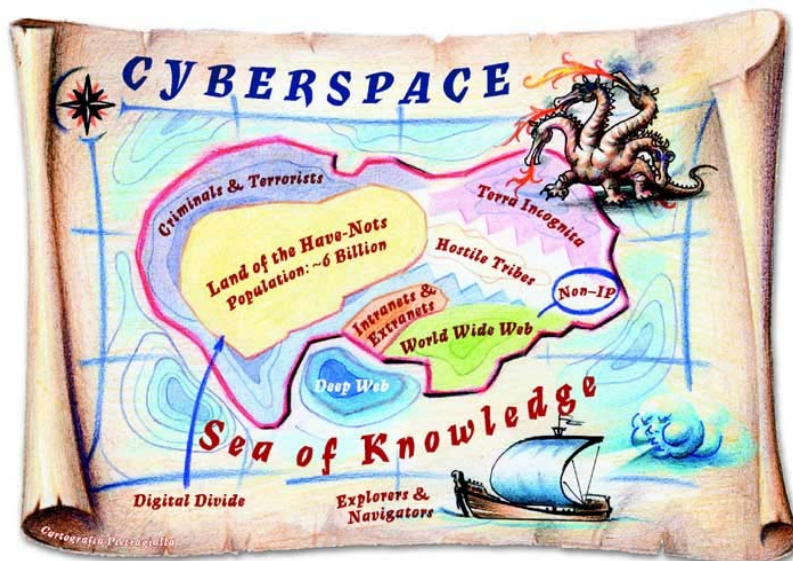 CYBERSPACE
Criminals & Terrorists
Terra Incognita
Land of the Have-Nots
Population: ~6 Billion
Hostile Tribes
Non-IP
Intranets &
Extranets
World Wide Web
Deep Web
Sea of Knowledge
Digital Divide
Explorers &
Navigators
Cartografia Pietragialla